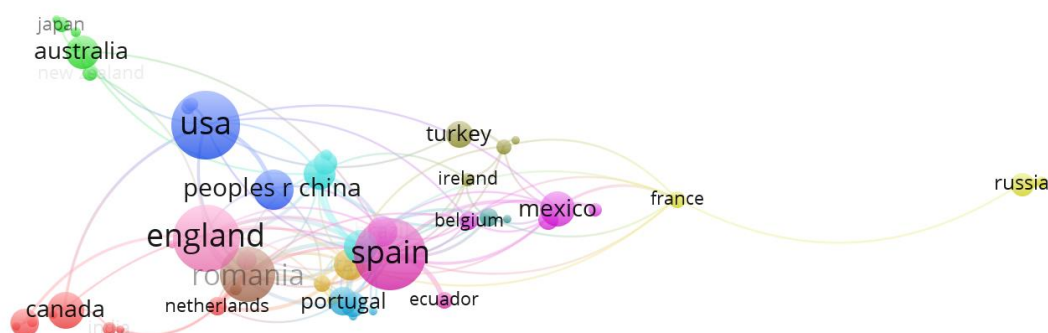 japan
australia
new zealand
usa
turkey
peoples r china
ireland
france
russia
mexico
belgium
england
spain
romania
netherlands
portugal
ecuador
canada
india